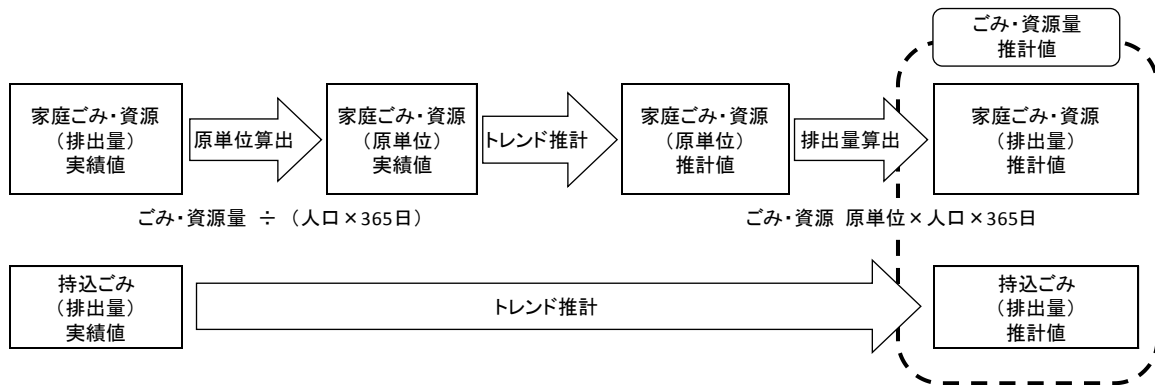 ごみ・資源量
推計値
家庭ごみ・資源
（排出量）
実績値
原単位算出
家庭ごみ・資源
（原単位）
実績値
トレンド推計
家庭ごみ・資源
（原単位）
推計値
排出量算出
家庭ごみ・資源
（排出量）
推計値
ごみ・資源量 ÷ （人口×365日）
ごみ・資源 原単位×人口×365日
持込ごみ
（排出量）
実績値
トレンド推計
持込ごみ
（排出量）
推計値